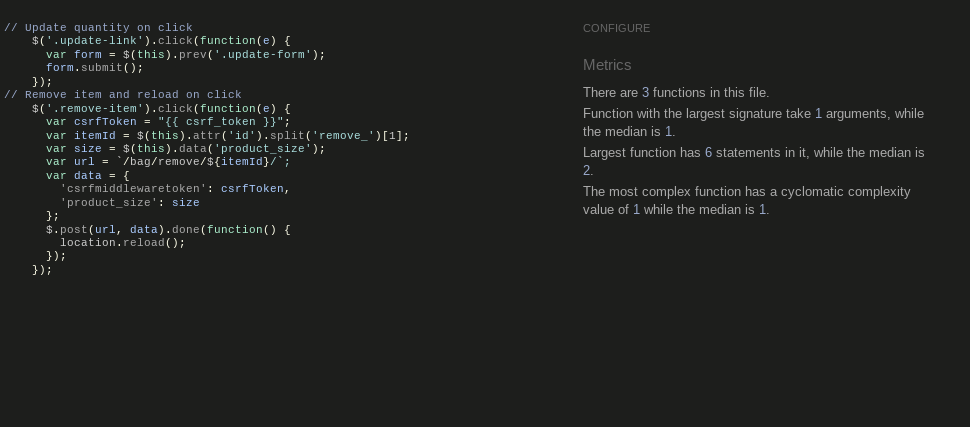 // Update quantity on click
    $('.update-link').click(function(e) {
      var form = $(this).prev('.update-form');
      form.submit();
    });
// Remove item and reload on click
    $('.remove-item').click(function(e) {
      var csrfToken = "{{ csrf_token }}";
      var itemId = $(this).attr('id').split('remove_')[1];
      var size = $(this).data('product_size');
      var url = `/bag/remove/${itemId}/`;
      var data = {
        'csrfmiddlewaretoken': csrfToken,
        'product_size': size
      };
      $.post(url, data).done(function() {
        location.reload();
      });
    });
CONFIGURE
Metrics
There are 3 functions in this file.
Function with the largest signature take 1 arguments, while
the median is 1.
Largest function has 6 statements in it, while the median is
2.
The most complex function has a cyclomatic complexity
value of 1 while the median is 1.